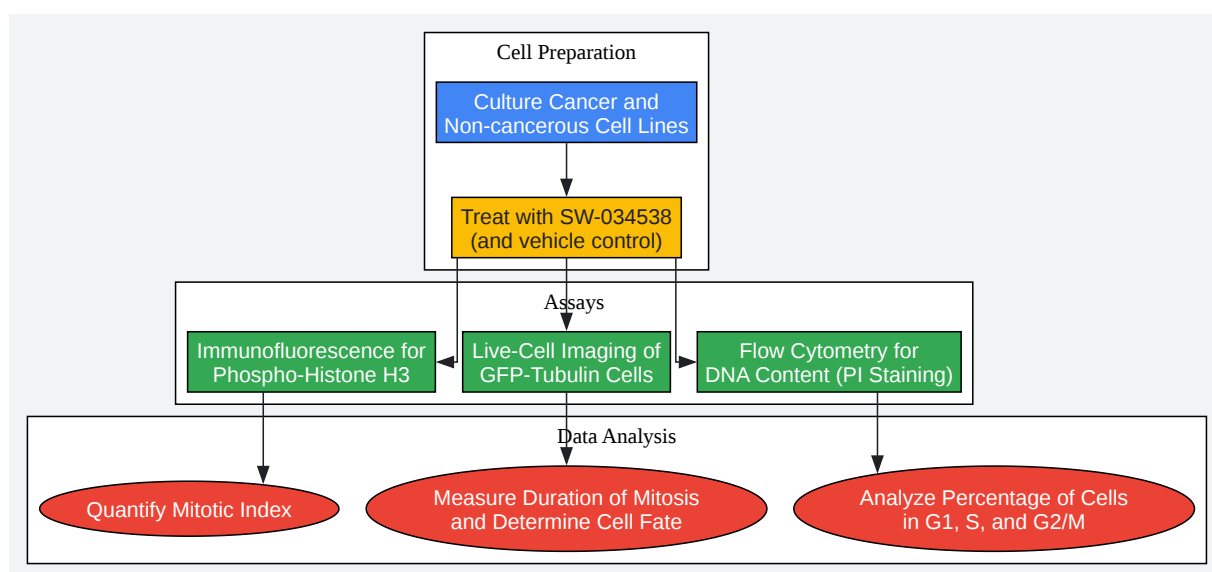 Cell Preparation
Culture Cancer and
Non-cancerous Cell Lines
Treat with SW-034538
(and vehicle control)
Assays
Immunofluorescence for
Phospho-Histone H3
Live-Cell Imaging of
GFP-Tubulin Cells
Flow Cytometry for
DNA Content (PI Staining)
Data Analysis
Quantify Mitotic Index
Measure Duration of Mitosis
and Determine Cell Fate
Analyze Percentage of Cells
in G1, S, and G2/M